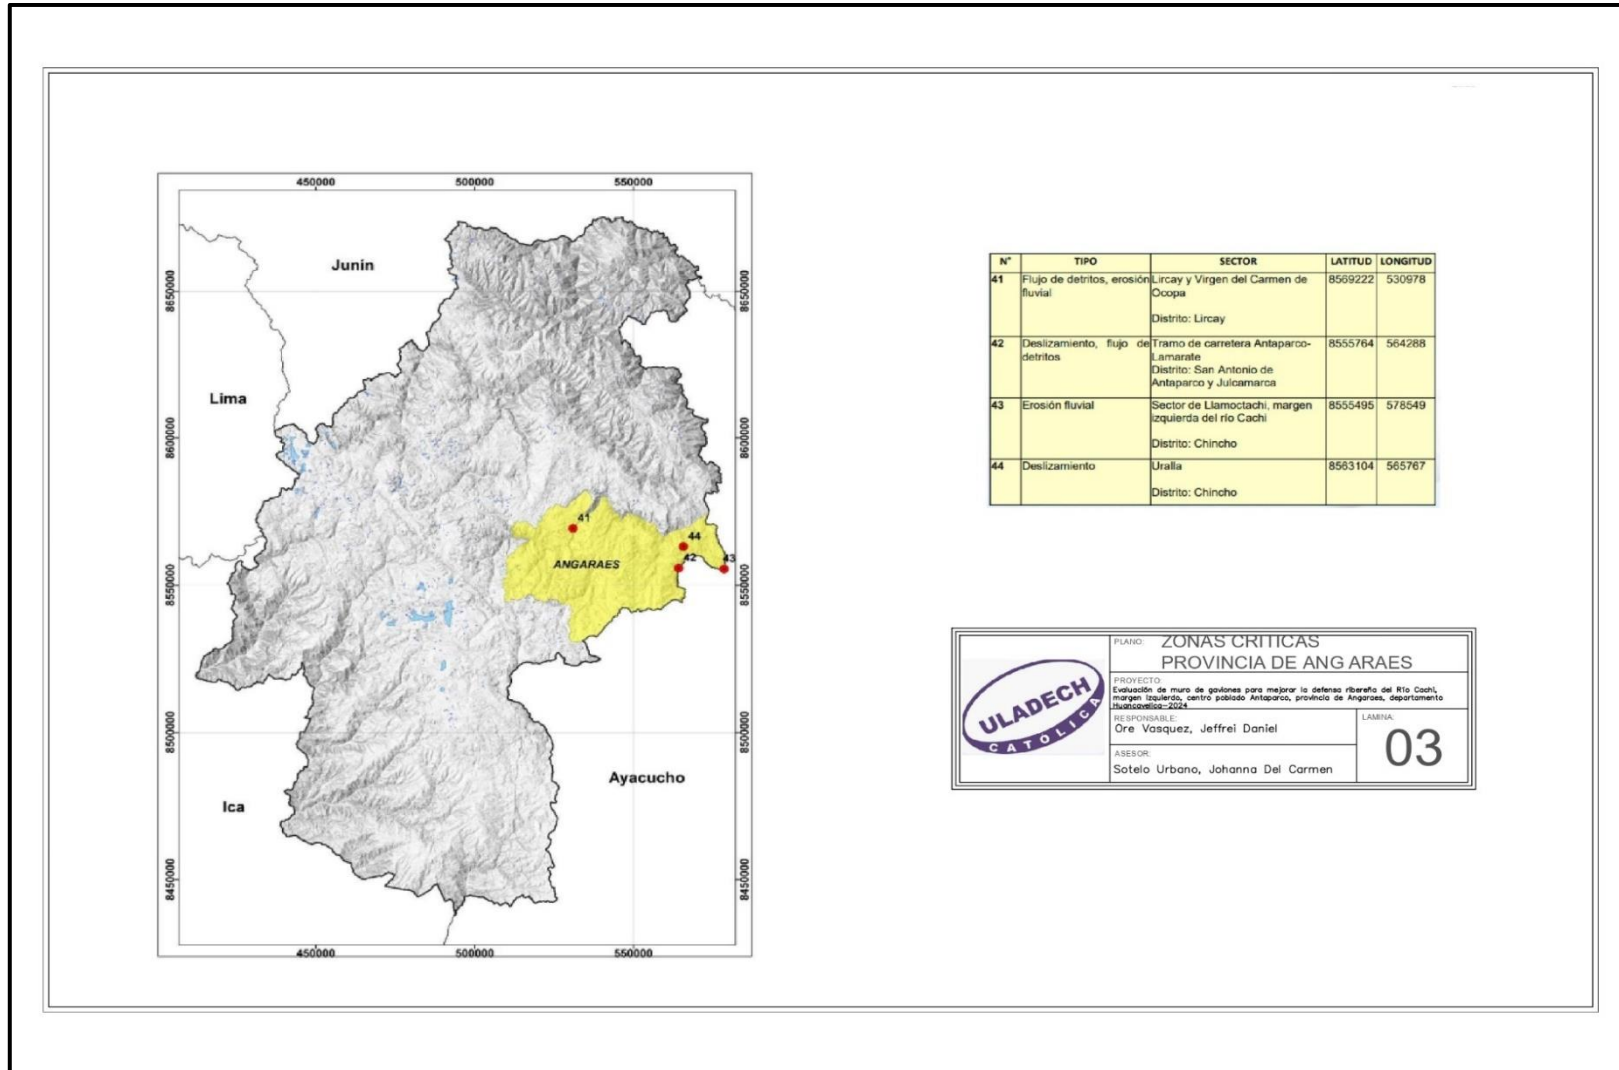 450000 500000 550000
Junin
Lima
Ica
Ayacucho
ANGARAES
41
44
42
43
8650000 8650000
8600000 8600000
8550000 8550000
8500000 8500000
8450000 8450000
450000 500000 550000
N° TIPO SECTOR LATITUD LONGITUD
41 Flujo de detritos, erosión Lircay y Virgen del Carmen de 8569222 530978
fluvial Ocopa
Distrito: Lircay
42 Deslizamiento, flujo de Tramo de carretera Antaparco- 8555764 564288
detritos Lamarate
Distrito: San Antonio de
Antaparco y Julcamarca
43 Erosión fluvial Sector de Llamoctachi, margen 8555495 578549
izquierda del río Cachi
Distrito: Chincho
44 Deslizamiento Uralla 8563104 565767
Distrito: Chincho
ULADECH
CATOLICA
PLANO: ZONAS CRITICAS
PROVINCIA DE ANG ARAES
PROYECTO:
Evaluación de muro de gaviones para mejorar la defensa ribereña del Río Cachi,
margen izquierda, centro poblado Antaparco, provincia de Angaraes, departamento
Huancavelica-2024
RESPONSABLE:
Ore Vasquez, Jeffrei Daniel
ASESOR:
Sotelo Urbano, Johanna Del Carmen
LAMINA:
03